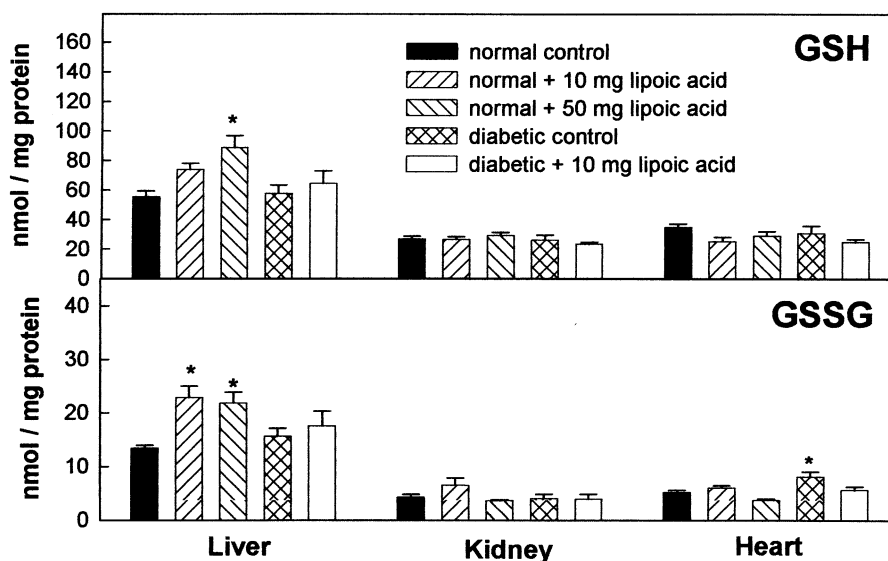 GSH
nmol / mg protein
160
140
120
100
80
60
40
20
0
normal control
normal + 10 mg lipoic acid
normal + 50 mg lipoic acid
diabetic control
diabetic + 10 mg lipoic acid
*
GSSG
nmol / mg protein
40
30
20
10
0
* * *
Liver Kidney Heart